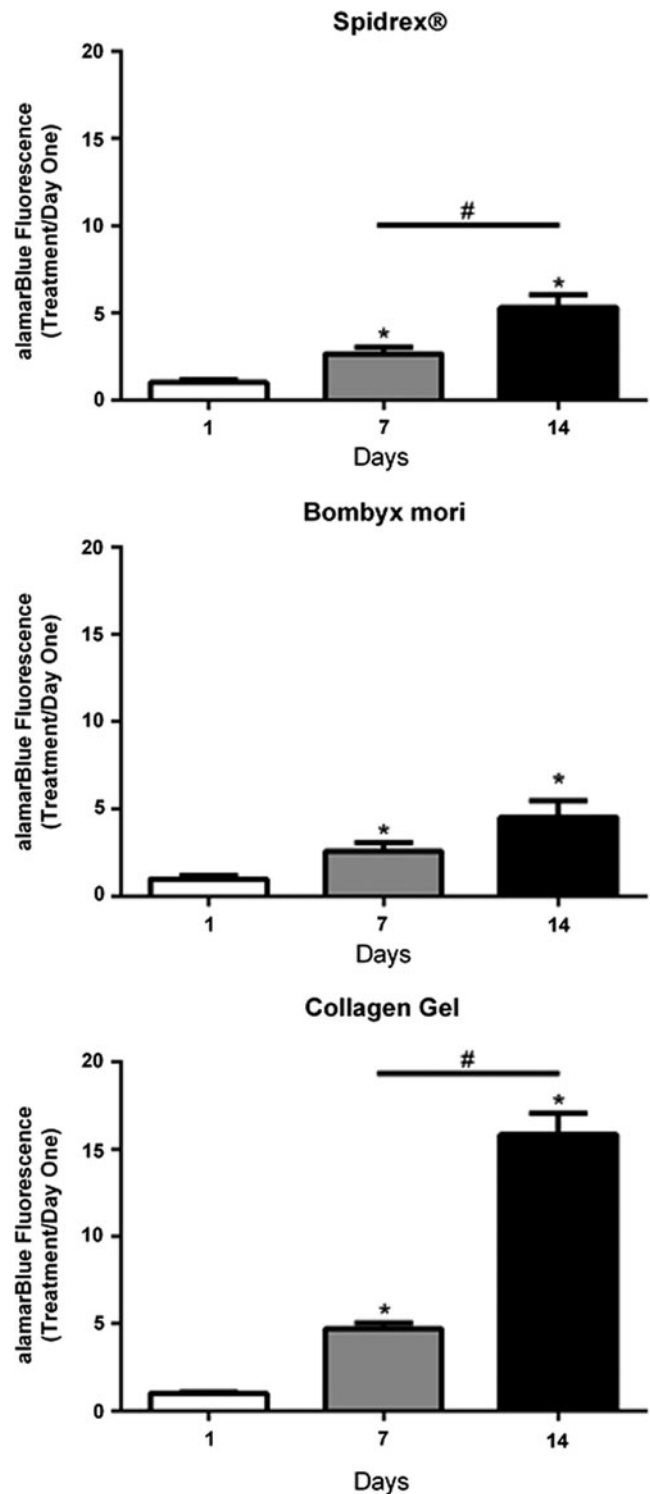 Spidrex®
alamarBlue Fluorescence
(Treatment/Day One)
20
15
10
5
0
#
*
*
1
7
14
Days
Bombyx mori
alamarBlue Fluorescence
(Treatment/Day One)
20
15
10
5
0
*
*
1
7
14
Days
Collagen Gel
alamarBlue Fluorescence
(Treatment/Day One)
20
15
10
5
0
#
*
*
1
7
14
Days